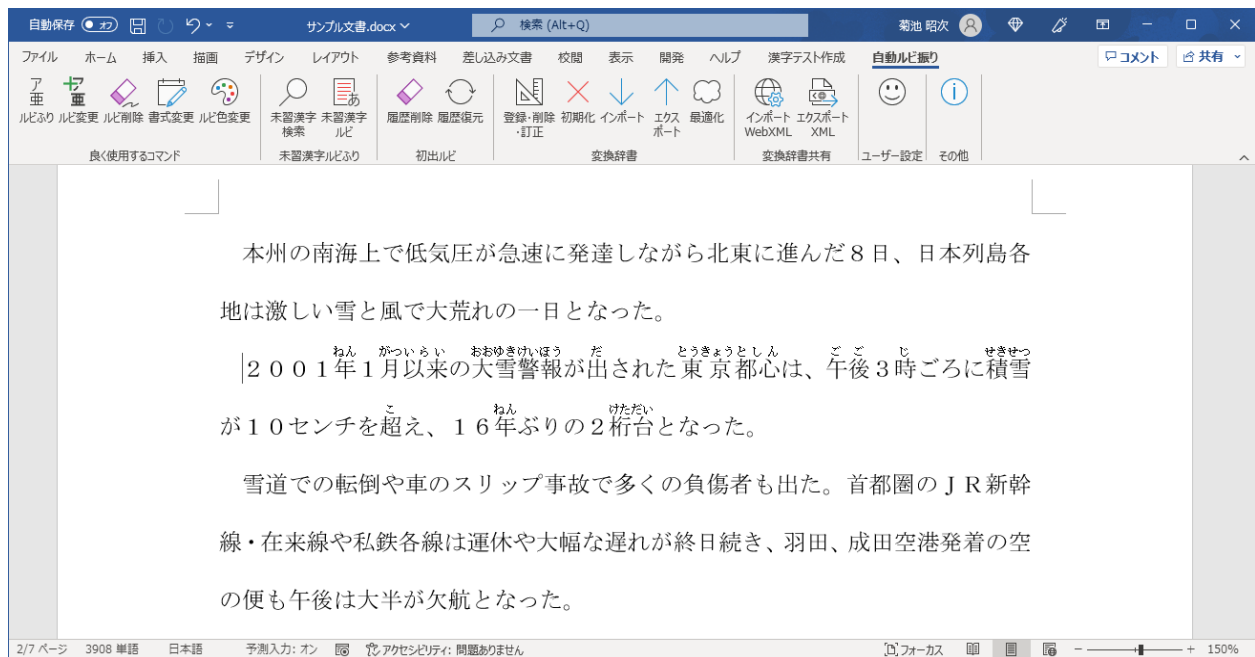 自動保存 オフ サンプル文書.docx 検索 (Alt+Q) 菊池 昭次
ファイル ホーム 挿入 描画 デザイン レイアウト 参考資料 差し込み文書 校閲 表示 開発 ヘルプ 漢字テスト作成 自動ルビ振り コメント 共有
ア亜 ア亜 あ
ルビふり ルビ変更 ルビ削除 書式変更 ルビ色変更 未習漢字検索 未習漢字ルビ 履歴削除 履歴復元 登録・削除・訂正 初期化 インポート エクスポート 最適化 インポートWebXML エクスポートXML
良く使用するコマンド 未習漢字ルビふり 初出ルビ 変換辞書 変換辞書共有 ユーザー設定 その他
本州の南海上で低気圧が急速に発達しながら北東に進んだ８日、日本列島各
地は激しい雪と風で大荒れの一日となった。
ねん がついらい おおゆきけいほう だ とうきょうとしん ごご じ せきせつ
２００１年１月以来の大雪警報が出された東京都心は、午後３時ごろに積雪
こ ねん けただい
が１０センチを超え、１６年ぶりの２桁台となった。
雪道での転倒や車のスリップ事故で多くの負傷者も出た。首都圏のＪＲ新幹
線・在来線や私鉄各線は運休や大幅な遅れが終日続き、羽田、成田空港発着の空
の便も午後は大半が欠航となった。
2/7 ページ 3908 単語 日本語 予測入力: オン アクセシビリティ: 問題ありません フォーカス 150%